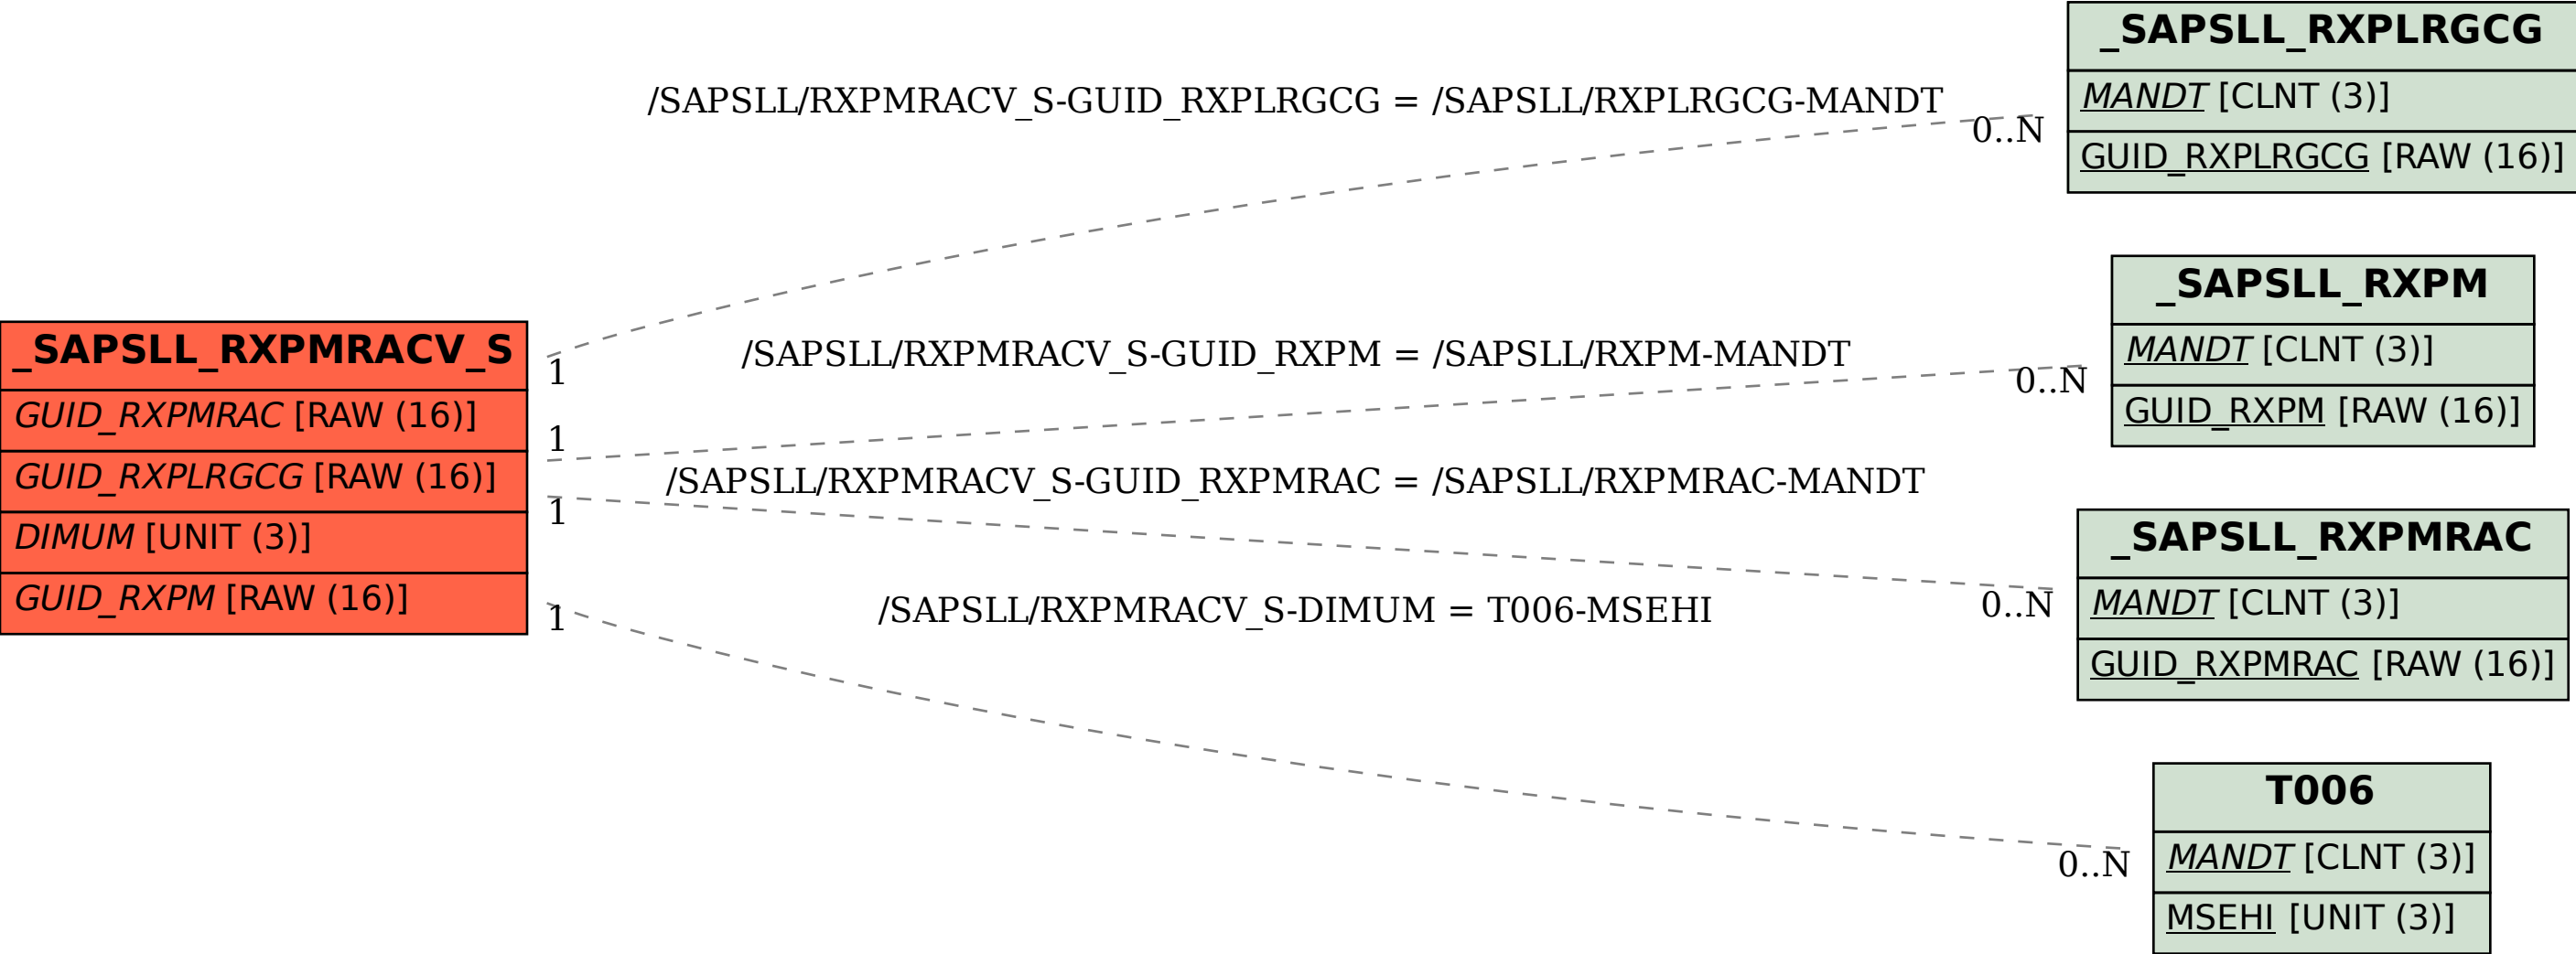 _SAPSLL_RXPLRGCG
MANDT [CLNT (3)]
GUID_RXPLRGCG [RAW (16)]
/SAPSLL/RXPMRACV_S-GUID_RXPLRGCG = /SAPSLL/RXPLRGCG-MANDT
0..N
_SAPSLL_RXPM
MANDT [CLNT (3)]
GUID_RXPM [RAW (16)]
/SAPSLL/RXPMRACV_S-GUID_RXPM = /SAPSLL/RXPM-MANDT
0..N
_SAPSLL_RXPMRACV_S
GUID_RXPMRAC [RAW (16)]
GUID_RXPLRGCG [RAW (16)]
DIMUM [UNIT (3)]
GUID_RXPM [RAW (16)]
1
1
1
1
/SAPSLL/RXPMRACV_S-GUID_RXPMRAC = /SAPSLL/RXPMRAC-MANDT
0..N
_SAPSLL_RXPMRAC
MANDT [CLNT (3)]
GUID_RXPMRAC [RAW (16)]
/SAPSLL/RXPMRACV_S-DIMUM = T006-MSEHI
0..N
T006
MANDT [CLNT (3)]
MSEHI [UNIT (3)]